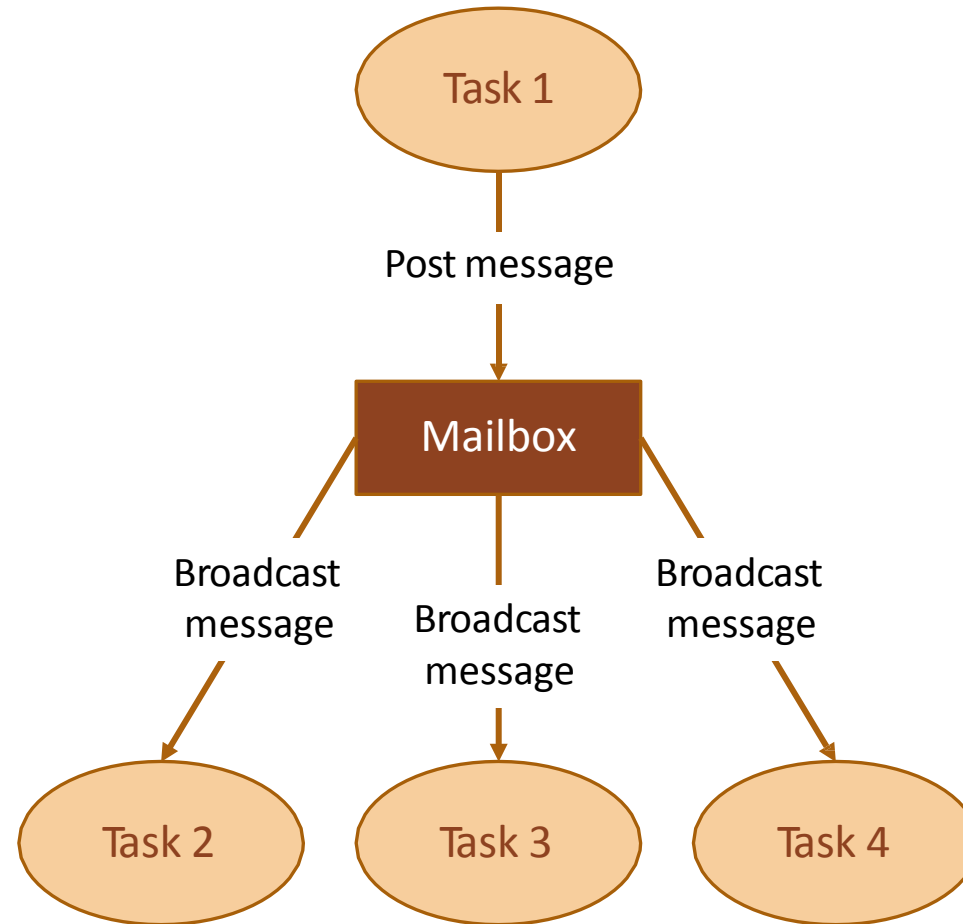 Task 1
Post message
Mailbox
Broadcast
message
Broadcast
message
Broadcast
message
Task 2
Task 3
Task 4